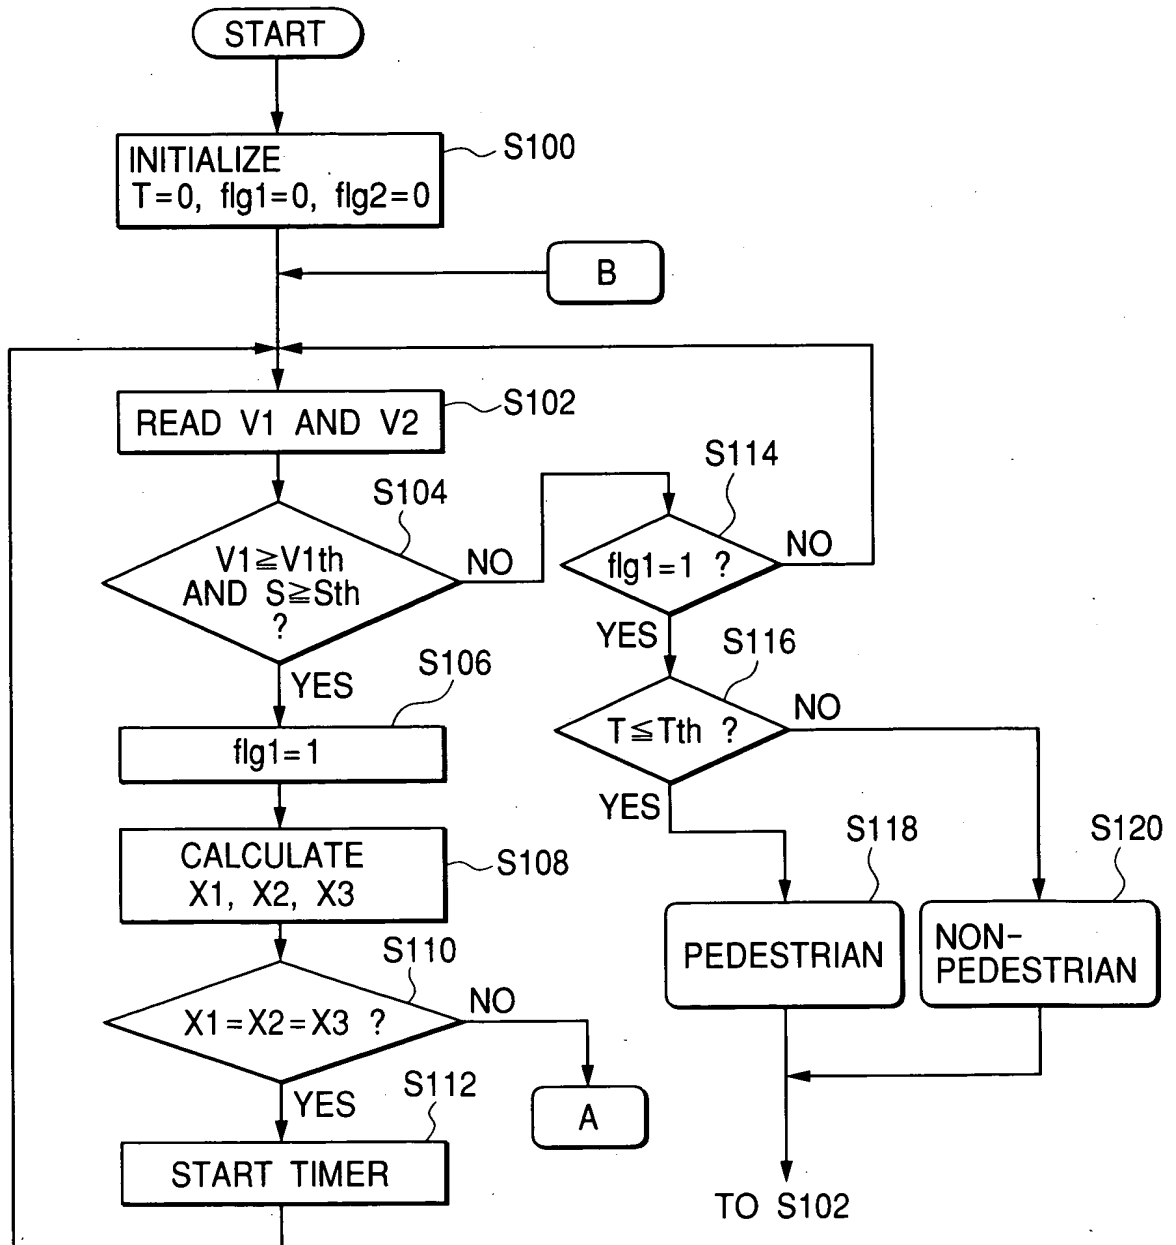 START
INITIALIZE
T=0, flg1=0, flg2=0
S100
B
READ V1 AND V2
S102
S104
V1≧V1th
AND S≧Sth
?
NO
YES
S114
flg1=1 ?
NO
YES
S106
flg1=1
S116
T≦Tth ?
NO
YES
CALCULATE
X1, X2, X3
S108
S118
PEDESTRIAN
S120
NON-
PEDESTRIAN
S110
X1=X2=X3 ?
NO
YES
A
S112
START TIMER
TO S102